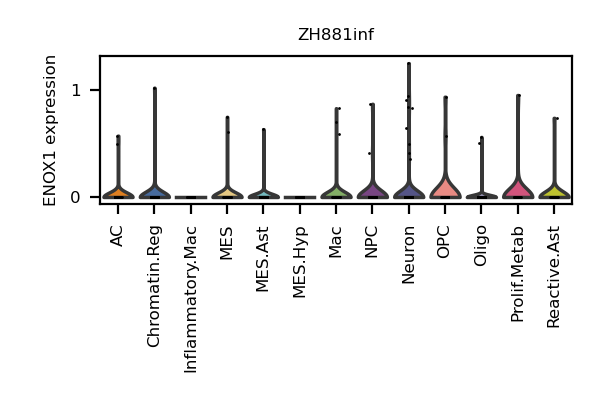 ZH881inf
ENOX1 expression
1
0
AC
Chromatin.Reg
Inflammatory.Mac
MES
MES.Ast
MES.Hyp
Mac
NPC
Neuron
OPC
Oligo
Prolif.Metab
Reactive.Ast